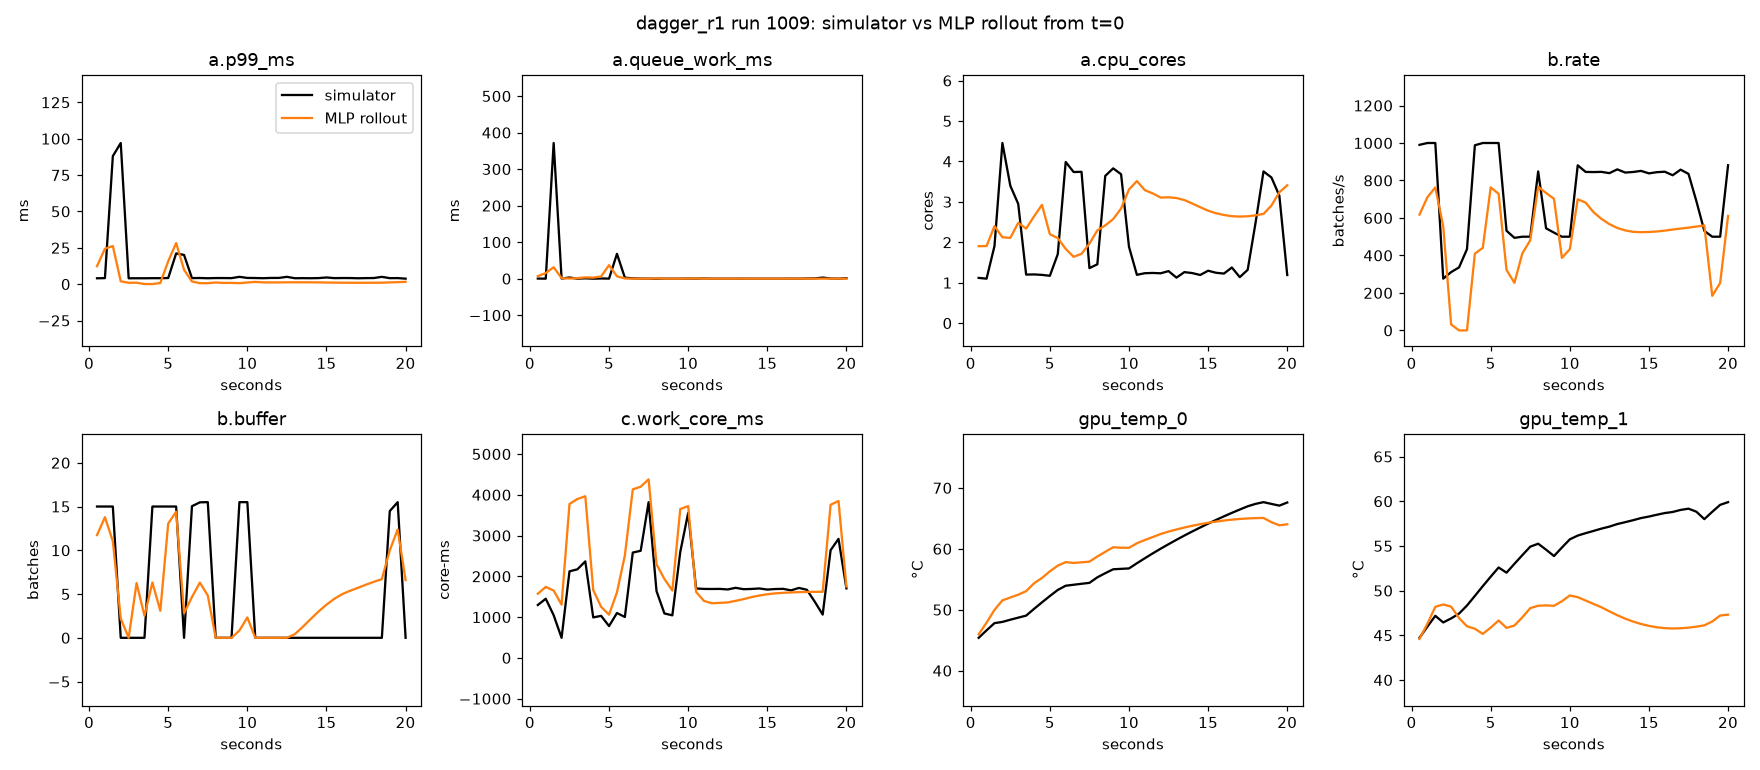 dagger_r1 run 1009: simulator vs MLP rollout from t=0
a.p99_ms
simulator
MLP rollout
ms
125
100
75
50
25
0
−25
0 5 10 15 20
seconds
a.queue_work_ms
ms
500
400
300
200
100
0
−100
0 5 10 15 20
seconds
a.cpu_cores
cores
6
5
4
3
2
1
0
0 5 10 15 20
seconds
b.rate
batches/s
1200
1000
800
600
400
200
0
0 5 10 15 20
seconds
b.buffer
batches
20
15
10
5
0
−5
0 5 10 15 20
seconds
c.work_core_ms
core-ms
5000
4000
3000
2000
1000
0
−1000
0 5 10 15 20
seconds
gpu_temp_0
°C
70
60
50
40
0 5 10 15 20
seconds
gpu_temp_1
°C
65
60
55
50
45
40
0 5 10 15 20
seconds